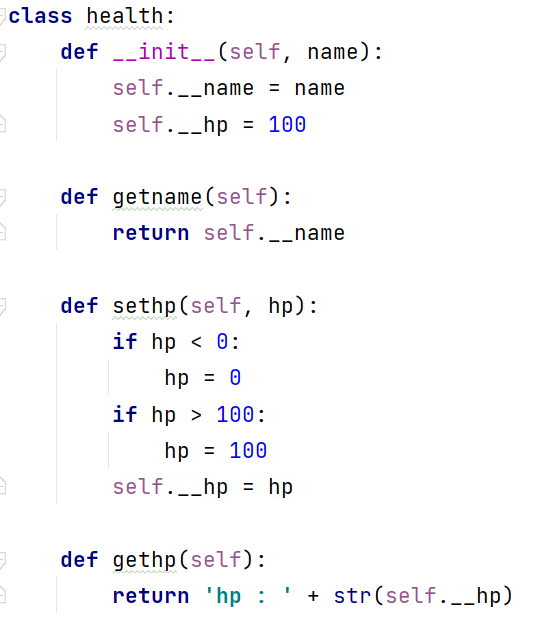 class health:
    def __init__(self, name):
        self.__name = name
        self.__hp = 100

    def getname(self):
        return self.__name

    def sethp(self, hp):
        if hp < 0:
            hp = 0
        if hp > 100:
            hp = 100
        self.__hp = hp

    def gethp(self):
        return 'hp : ' + str(self.__hp)